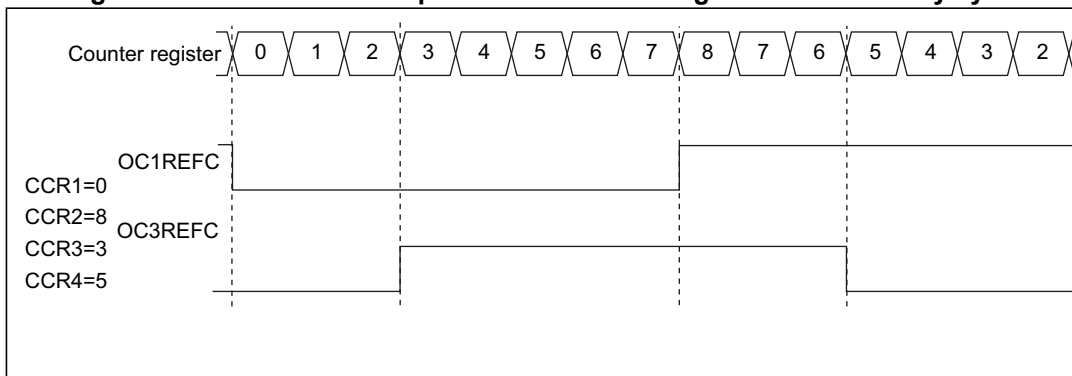 Counter register 0 1 2 3 4 5 6 7 8 7 6 5 4 3 2
OC1REFC
CCR1=0
CCR2=8
OC3REFC
CCR3=3
CCR4=5